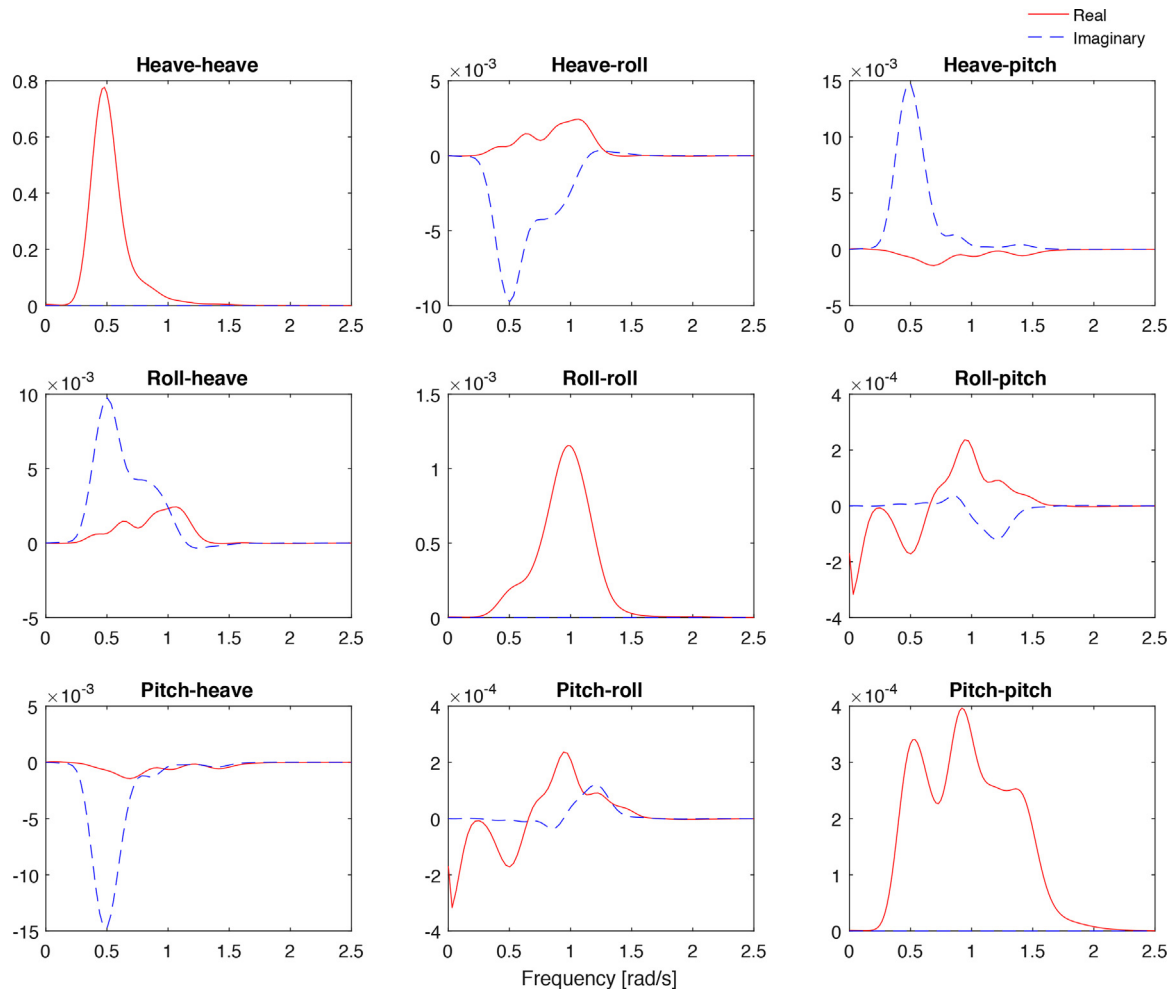 Real
Imaginary
Heave-heave
0.8
0.6
0.4
0.2
0
0 0.5 1 1.5 2 2.5
Heave-roll
×10-3
5
0
-5
-10
0 0.5 1 1.5 2 2.5
Heave-pitch
×10-3
15
10
5
0
-5
0 0.5 1 1.5 2 2.5
Roll-heave
×10-3
10
5
0
-5
0 0.5 1 1.5 2 2.5
Roll-roll
×10-3
1.5
1
0.5
0
0 0.5 1 1.5 2 2.5
Roll-pitch
×10-4
4
2
0
-2
-4
0 0.5 1 1.5 2 2.5
Pitch-heave
×10-3
5
0
-5
-10
-15
0 0.5 1 1.5 2 2.5
Pitch-roll
×10-4
4
2
0
-2
-4
0 0.5 1 1.5 2 2.5
Frequency [rad/s]
Pitch-pitch
×10-4
4
3
2
1
0
0 0.5 1 1.5 2 2.5